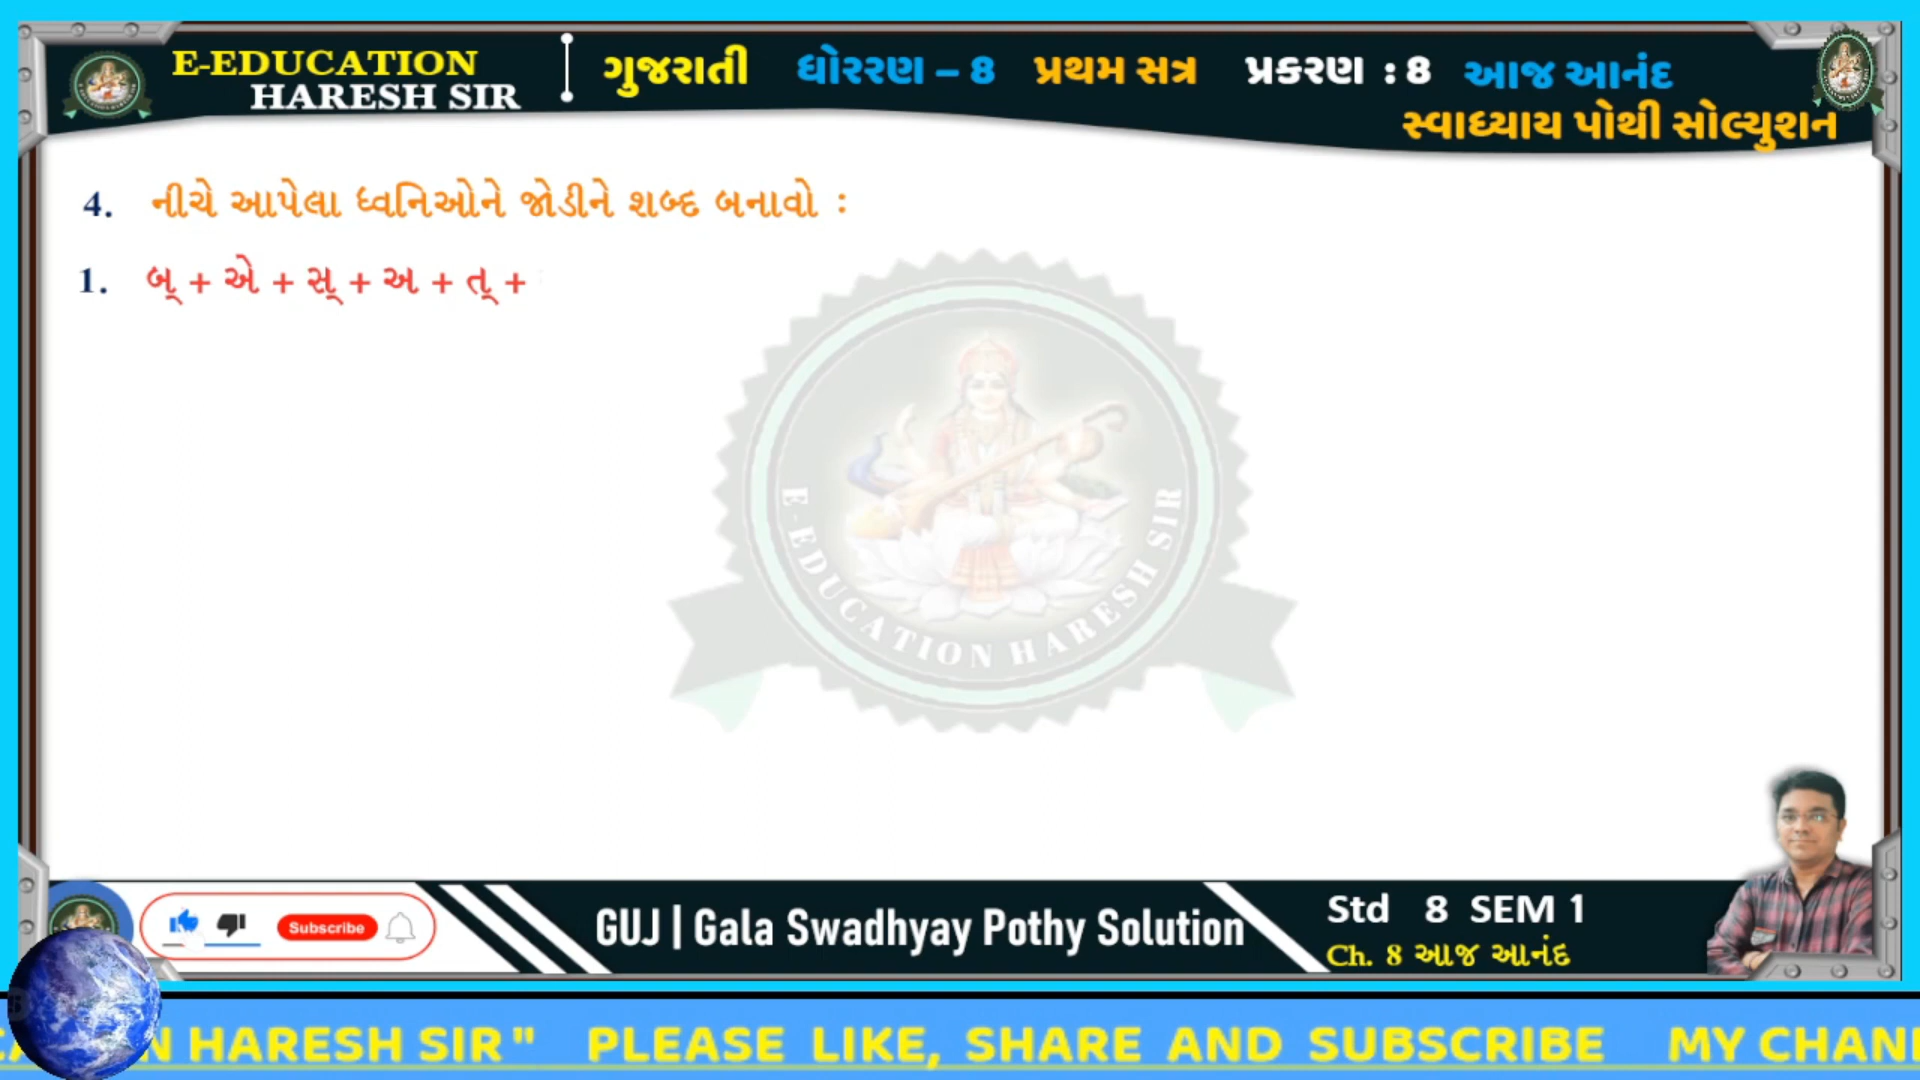 E-EDUCATION
HARESH SIR
ગુજરાતી ધોરરણ – 8 પ્રથમ સત્ર પ્રકરણ : 8 આજ આનંદ
સ્વાધ્યાય પોથી સોલ્યુશન
4. નીચે આપેલા ધ્વનિઓને જોડીને શબ્દ બનાવો :
1. બ્ + એ + સ્ + અ + ત્ +
E-EDUCATION HARESH SIR
Subscribe
GUJ | Gala Swadhyay Pothy Solution
Std 8 SEM 1
Ch. 8 આજ આનંદ
N HARESH SIR " PLEASE LIKE, SHARE AND SUBSCRIBE MY CHAN